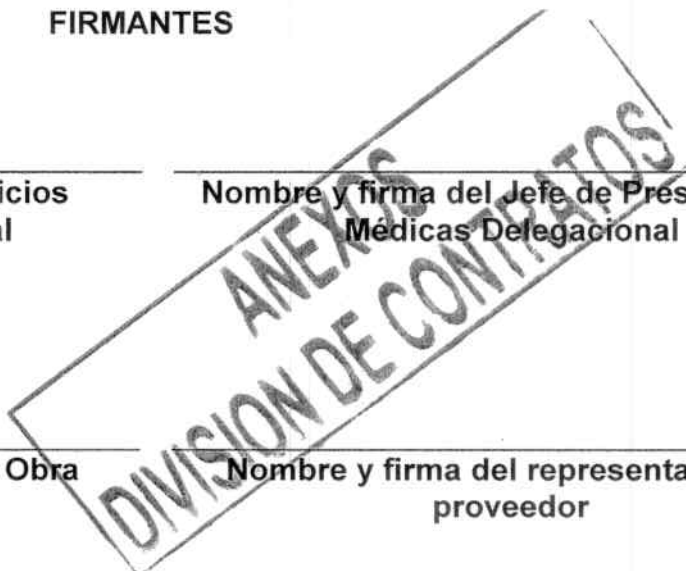 FIRMANTES
icios
al
Nombre y firma del Jefe de Pres
Médicas Delegacional
ANEXOS
DIVISION DE CONTRATOS
Obra
Nombre y firma del representa
proveedor